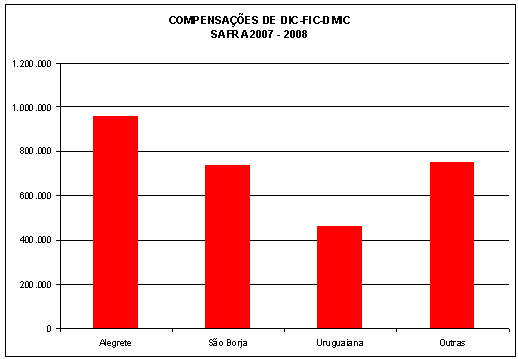 COMPENSAÇÕES DE DIC-FIC-DMIC
SAFRA 2007 - 2008
1.200.000
1.000.000
800.000
600.000
400.000
200.000
0
Alegrete São Borja Uruguaiana Outras